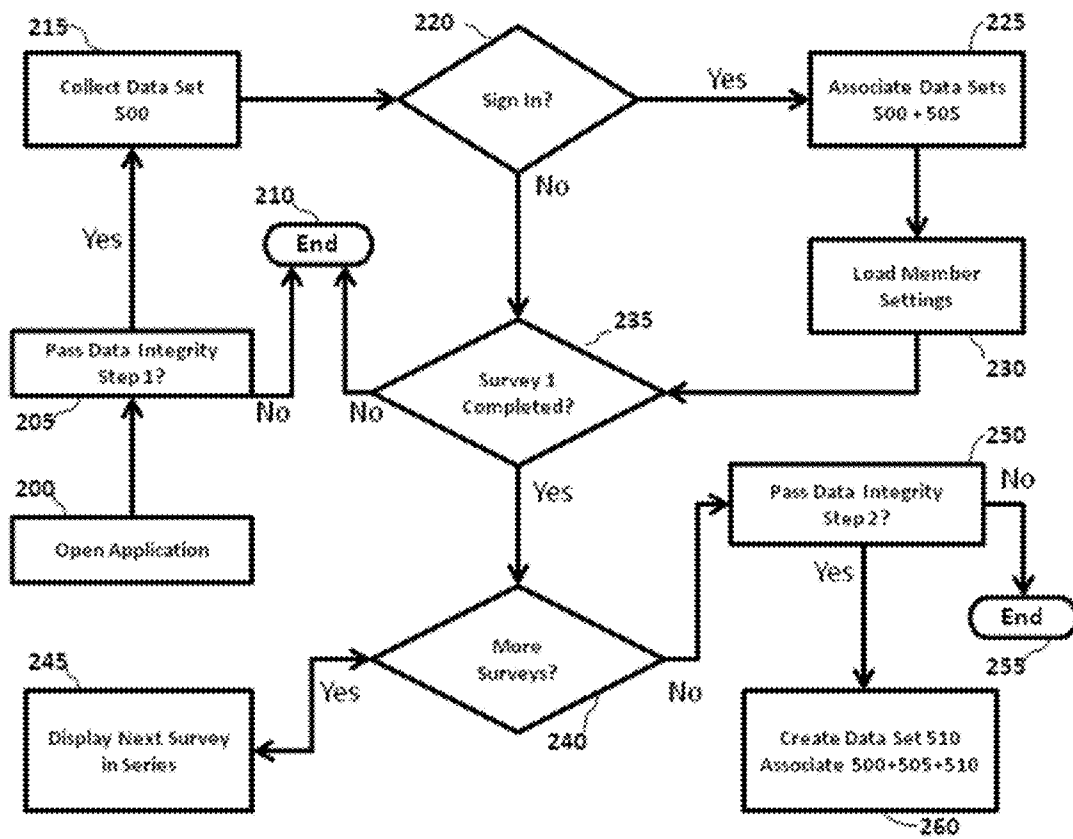 215
Collect Data Set
500
220
Sign In?
Yes
225
Associate Data Sets
500 + 505
No
210
End
Yes
Load Member
Settings
230
Pass Data Integrity
Step 1?
205
No
No
235
Survey 1
Completed?
200
Open Application
Yes
250
Pass Data Integrity
Step 2?
No
Yes
End
255
245
Display Next Survey
in Series
Yes
More
Surveys?
No
240
Create Data Set 510
Associate 500+505+510
260